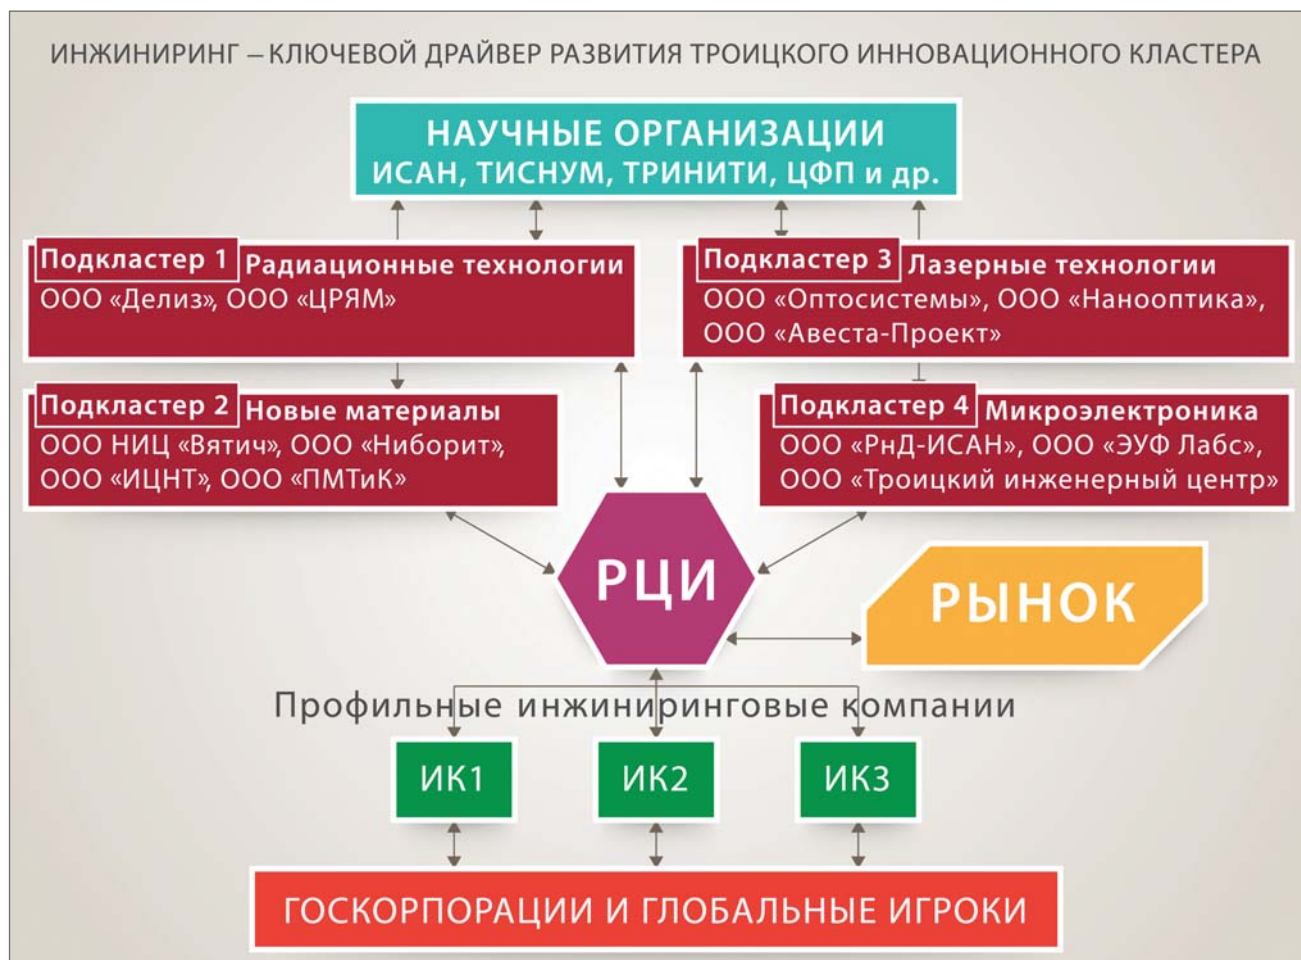 ИНЖИНИРИНГ – КЛЮЧЕВОЙ ДРАЙВЕР РАЗВИТИЯ ТРОИЦКОГО ИННОВАЦИОННОГО КЛАСТЕРА
НАУЧНЫЕ ОРГАНИЗАЦИИ
ИСАН, ТИСНУМ, ТРИНИТИ, ЦФП и др.
Подкластер 1 Радиационные технологии
ООО «Делиз», ООО «ЦРЯМ»
Подкластер 3 Лазерные технологии
ООО «Оптосистемы», ООО «Нанооптика»,
ООО «Авеста-Проект»
Подкластер 2 Новые материалы
ООО НИЦ «Вятич», ООО «Ниборит»,
ООО «ИЦНТ», ООО «ПМТиК»
Подкластер 4 Микроэлектроника
ООО «РнД-ИСАН», ООО «ЭУФ Лабс»,
ООО «Троицкий инженерный центр»
РЦИ
РЫНОК
Профильные инжиниринговые компании
ИК1
ИК2
ИК3
ГОСКОРПОРАЦИИ И ГЛОБАЛЬНЫЕ ИГРОКИ